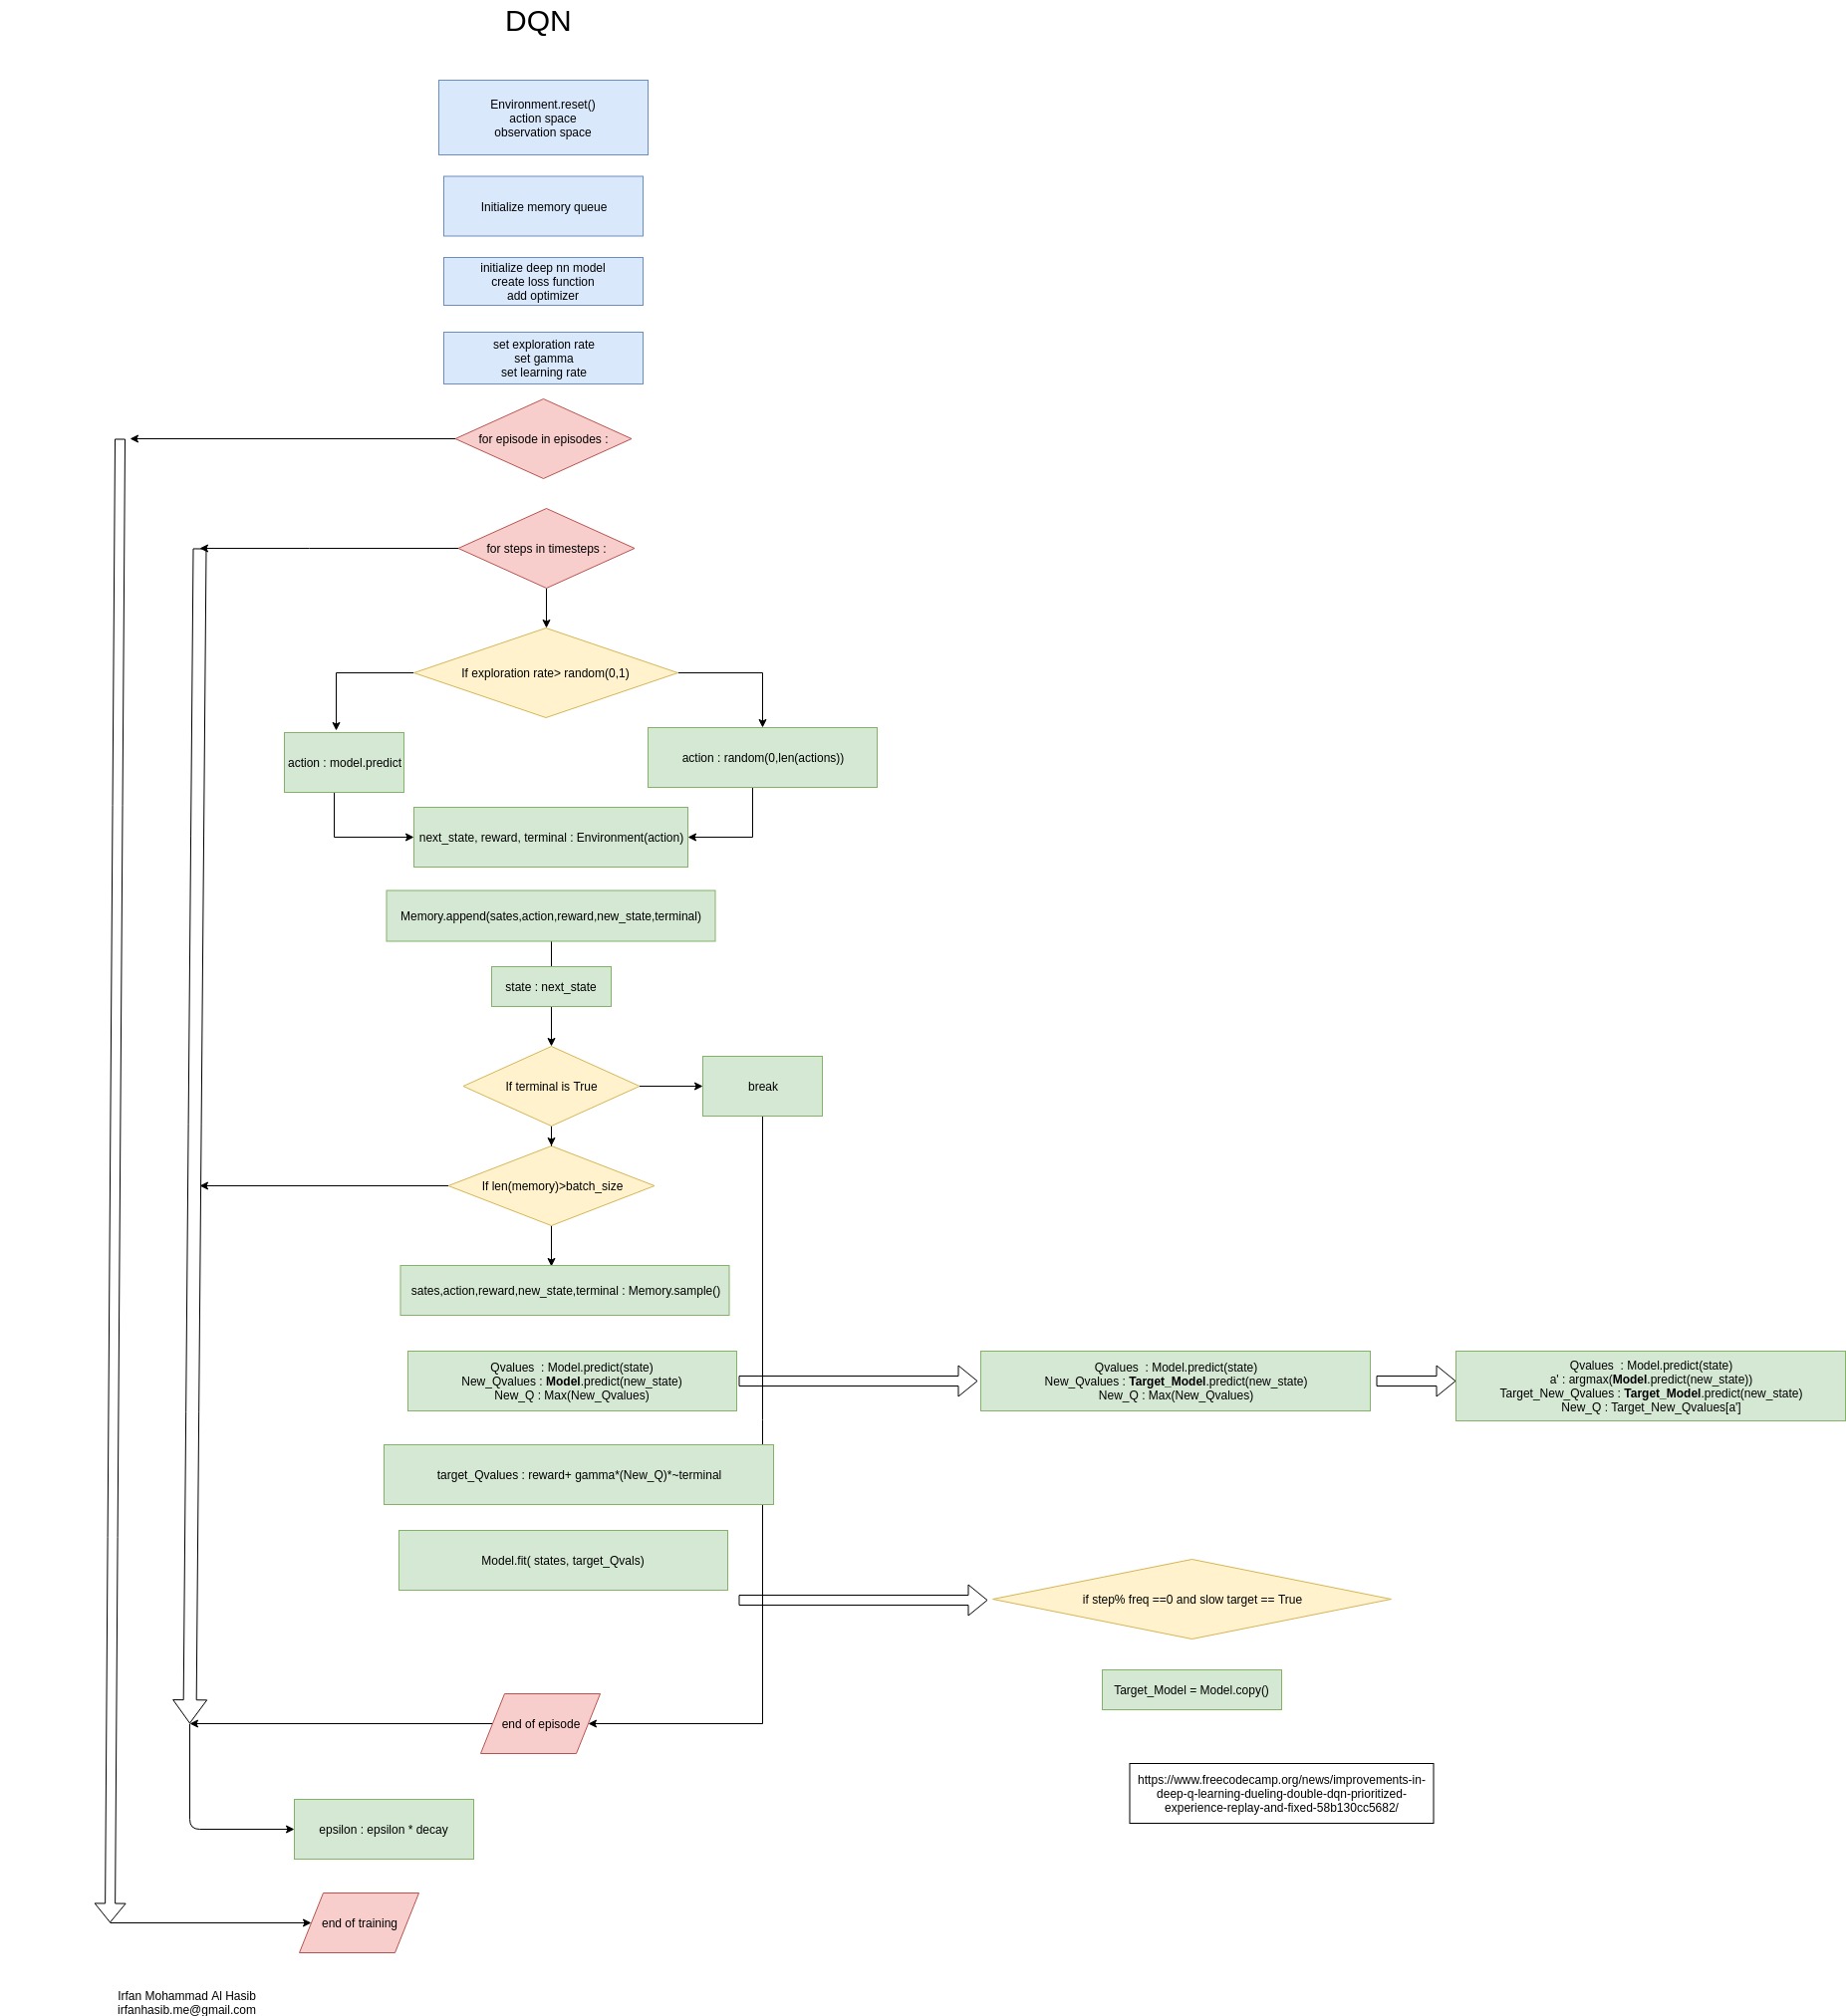 DQN
Environment.reset()
action space
observation space
Initialize memory queue
initialize deep nn model
create loss function
add optimizer
set exploration rate
set gamma
set learning rate
for episode in episodes :
for steps in timesteps :
If exploration rate> random(0,1)
action : model.predict
action : random(0,len(actions))
next_state, reward, terminal : Environment(action)
Memory.append(sates,action,reward,new_state,terminal)
state : next_state
If terminal is True
break
If len(memory)>batch_size
sates,action,reward,new_state,terminal : Memory.sample()
Qvalues : Model.predict(state)
New_Qvalues : Model.predict(new_state)
New_Q : Max(New_Qvalues)
Qvalues : Model.predict(state)
New_Qvalues : Target_Model.predict(new_state)
New_Q : Max(New_Qvalues)
Qvalues : Model.predict(state)
a' : argmax(Model.predict(new_state))
Target_New_Qvalues : Target_Model.predict(new_state)
New_Q : Target_New_Qvalues[a']
target_Qvalues : reward+ gamma*(New_Q)*~terminal
Model.fit( states, target_Qvals)
if step% freq ==0 and slow target == True
Target_Model = Model.copy()
end of episode
https://www.freecodecamp.org/news/improvements-in-
deep-q-learning-dueling-double-dqn-prioritized-
experience-replay-and-fixed-58b130cc5682/
epsilon : epsilon * decay
end of training
Irfan Mohammad Al Hasib
irfanhasib.me@gmail.com